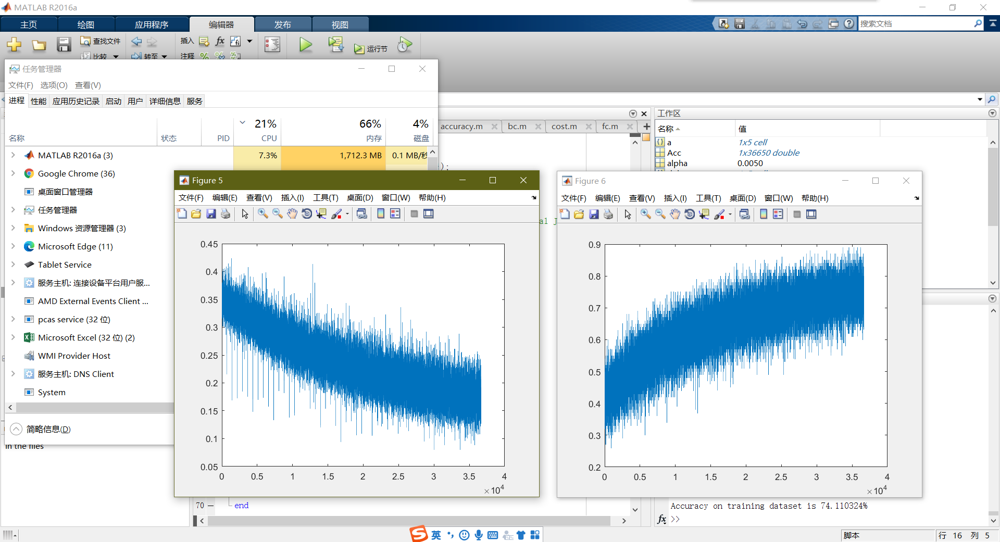 MATLAB R2016a
主页 绘图 应用程序 编辑器 发布 视图
搜索文档
查找文件
插入 fx
比较 转至 注释
运行节
任务管理器
文件(F) 选项(O) 查看(V)
进程 性能 应用历史记录 启动 用户 详细信息 服务
21% 66% 4%
名称 状态 PID CPU 内存 磁盘
MATLAB R2016a (3) 7.3% 1,712.3 MB 0.1 MB/秒
Google Chrome (36)
桌面窗口管理器
任务管理器
Windows 资源管理器 (3)
Microsoft Edge (11)
Tablet Service
服务主机: 连接设备平台用户服...
AMD External Events Client ...
pcas service (32 位)
Microsoft Excel (32 位) (2)
WMI Provider Host
服务主机: DNS Client
System
简略信息(D)
in the files
accuracy.m bc.m cost.m fc.m
);
al J
70 end
工作区
名称 值
a 1x5 cell
Acc 1x36650 double
alpha 0.0050
Figure 5
文件(F) 编辑(E) 查看(V) 插入(I) 工具(T) 桌面(D) 窗口(W) 帮助(H)
0.45
0.4
0.35
0.3
0.25
0.2
0.15
0.1
0.05
0 0.5 1 1.5 2 2.5 3 3.5 4
×10^4
Figure 6
文件(F) 编辑(E) 查看(V) 插入(I) 工具(T) 桌面(D) 窗口(W) 帮助(H)
0.9
0.8
0.7
0.6
0.5
0.4
0.3
0.2
0 0.5 1 1.5 2 2.5 3 3.5 4
×10^4
Accuracy on training dataset is 74.110324%
fx >>
S 英
脚本 行 16 列 5